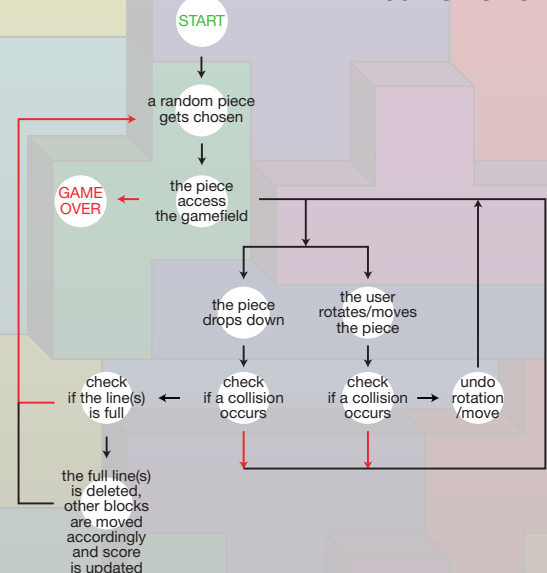 START
a random piece
gets chosen
GAME
OVER
the piece
access
the gamefield
the piece
drops down
the user
rotates/moves
the piece
check
if the line(s)
is full
check
if a collision
occurs
check
if a collision
occurs
undo
rotation
/move
the full line(s)
is deleted,
other blocks
are moved
accordingly
and score
is updated